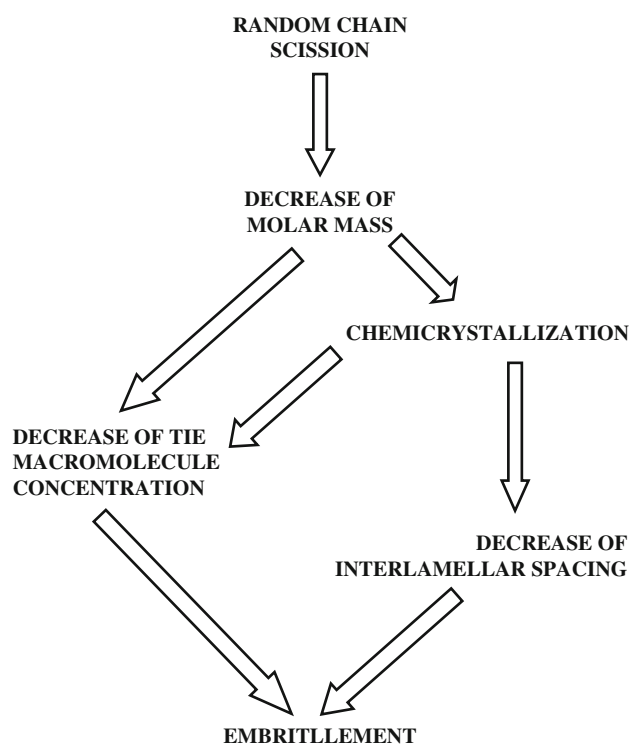 RANDOM CHAIN
SCISSION
DECREASE OF
MOLAR MASS
CHEMICRYSTALLIZATION
DECREASE OF TIE
MACROMOLECULE
CONCENTRATION
DECREASE OF
INTERLAMELLAR SPACING
EMBRITLLEMENT